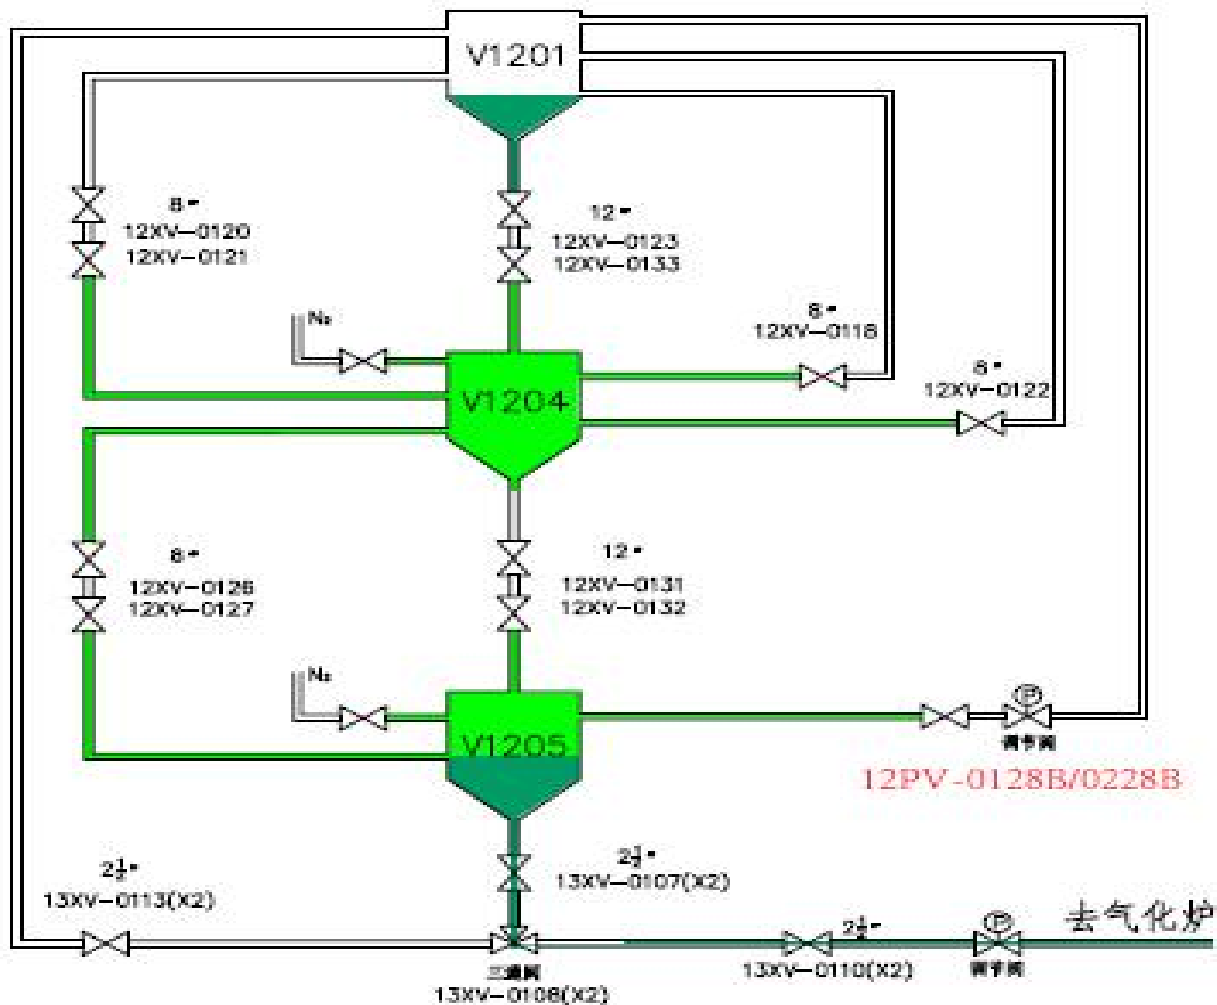 V1201
8"
12XV-0120
12XV-0121
12"
12XV-0123
12XV-0133
N₂
8"
12XV-0118
8"
12XV-0122
V1204
8"
12XV-0126
12XV-0127
12"
12XV-0131
12XV-0132
N₂
V1205
P
调节阀
12PV-0128B/0228B
2½"
13XV-0113(X2)
2½"
13XV-0107(X2)
2½"
13XV-0110(X2)
P
调节阀
去气化炉
三通阀
13XV-0108(X2)